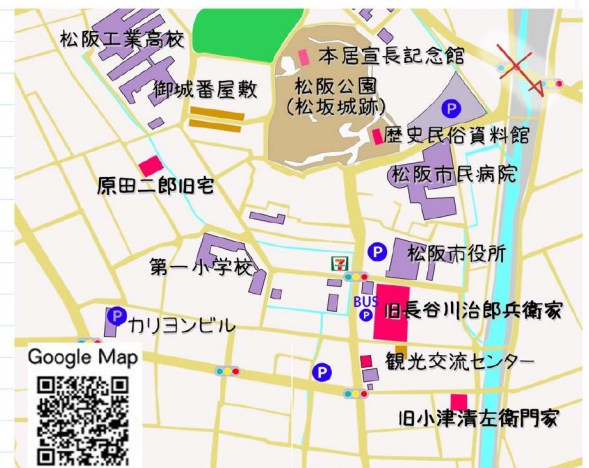 松阪工業高校
本居宣長記念館
御城番屋敷
松阪公園
(松坂城跡)
P
歴史民俗資料館
松阪市民病院
原田二郎旧宅
第一小学校
7
P
松阪市役所
BUS
P
旧長谷川治郎兵衛家
P
カリヨンビル
観光交流センター
Google Map
P
旧小津清左衛門家